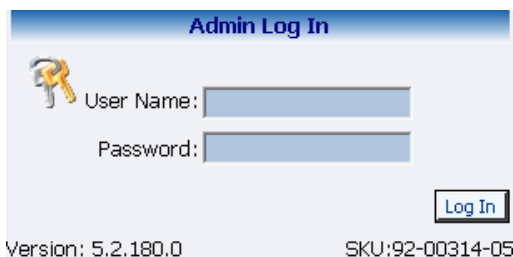 Admin Log In
User Name:
Password:
Log In
Version: 5.2.180.0 SKU:92-00314-05